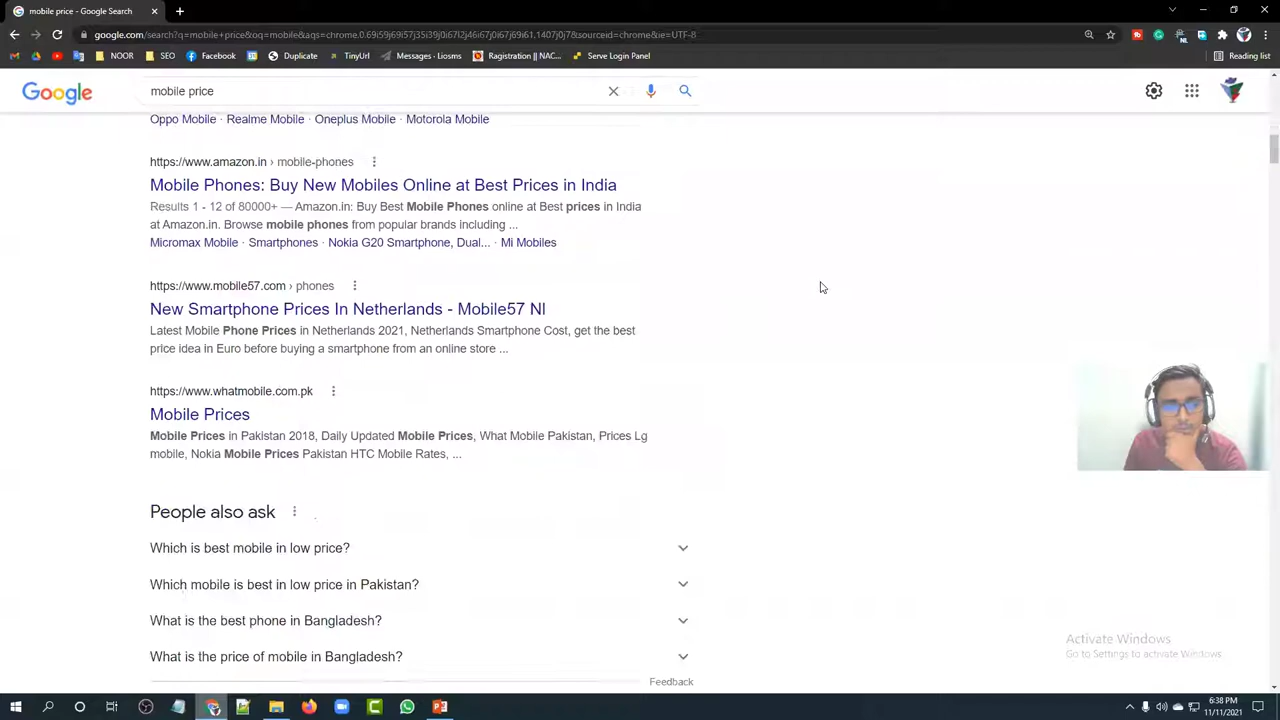 mobile price - Google Search
google.com/search?q=mobile+price&oq=mobile&aqs=chrome.0.69i59j69i57j35i39j0i67l2j46i67j0j67j69i61.1407j0j7&sourceid=chrome&ie=UTF-8
NOOR
SEO
Facebook
Duplicate
TinyUrl
Messages - Liosms
Registration || NAC...
Serve Login Panel
Reading list
Google
mobile price
Oppo Mobile · Realme Mobile · Oneplus Mobile · Motorola Mobile
https://www.amazon.in › mobile-phones
Mobile Phones: Buy New Mobiles Online at Best Prices in India
Results 1 - 12 of 80000+ — Amazon.in: Buy Best Mobile Phones online at Best prices in India
at Amazon.in. Browse mobile phones from popular brands including ...
Micromax Mobile · Smartphones · Nokia G20 Smartphone, Dual... · Mi Mobiles
https://www.mobile57.com › phones
New Smartphone Prices In Netherlands - Mobile57 Nl
Latest Mobile Phone Prices in Netherlands 2021, Netherlands Smartphone Cost, get the best
price idea in Euro before buying a smartphone from an online store ...
https://www.whatmobile.com.pk
Mobile Prices
Mobile Prices in Pakistan 2018, Daily Updated Mobile Prices, What Mobile Pakistan, Prices Lg
mobile, Nokia Mobile Prices Pakistan HTC Mobile Rates, ...
People also ask
Which is best mobile in low price?
Which mobile is best in low price in Pakistan?
What is the best phone in Bangladesh?
What is the price of mobile in Bangladesh?
Feedback
Activate Windows
Go to Settings to activate Windows.
6:38 PM
11/11/2021